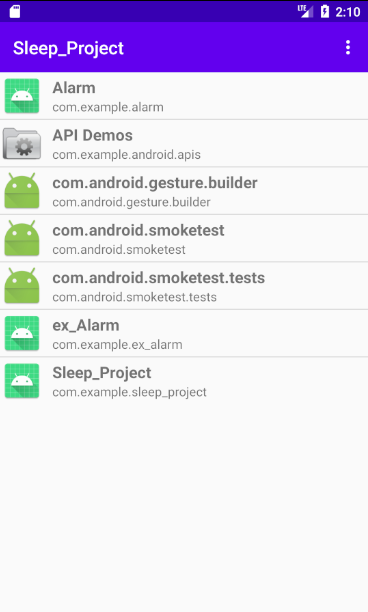 LTE 2:10
Sleep_Project
Alarm
com.example.alarm
API Demos
com.example.android.apis
com.android.gesture.builder
com.android.gesture.builder
com.android.smoketest
com.android.smoketest
com.android.smoketest.tests
com.android.smoketest.tests
ex_Alarm
com.example.ex_alarm
Sleep_Project
com.example.sleep_project